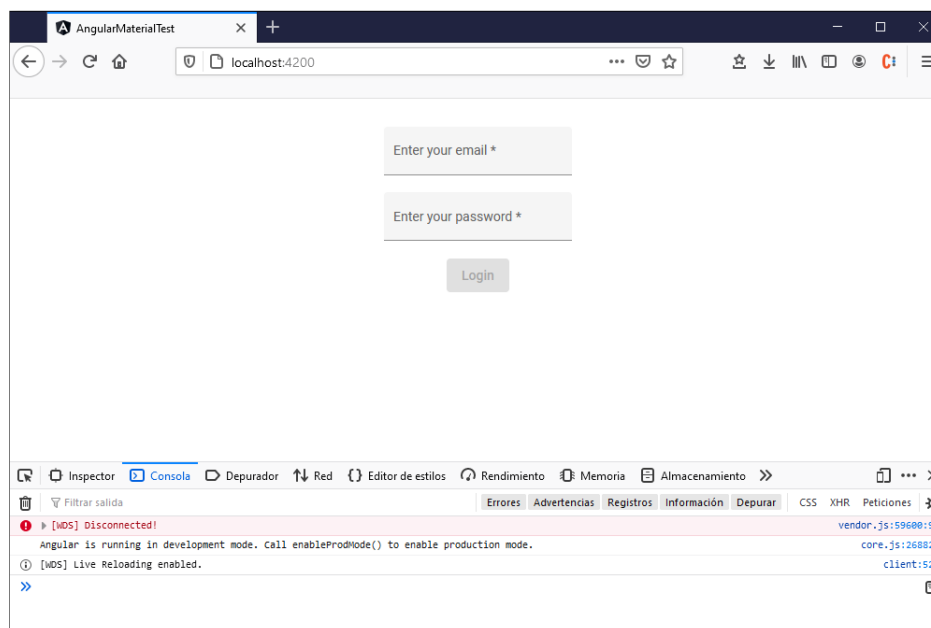 AngularMaterialTest
localhost:4200
Enter your email *
Enter your password *
Login
Inspector Consola Depurador Red Editor de estilos Rendimiento Memoria Almacenamiento
Filtrar salida Errores Advertencias Registros Información Depurar CSS XHR Peticiones
[WDS] Disconnected! vendor.js:59600:9
Angular is running in development mode. Call enableProdMode() to enable production mode. core.js:26882
[WDS] Live Reloading enabled. client:52